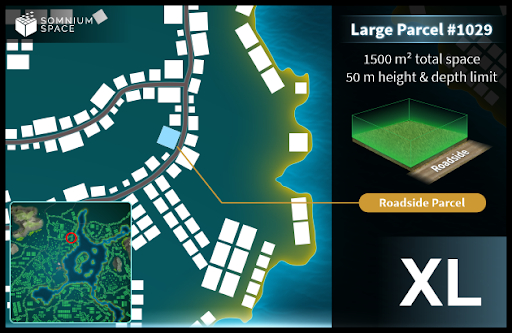 SOMNIUM
SPACE
Large Parcel #1029
1500 m² total space
50 m height & depth limit
Roadside
Roadside Parcel
XL